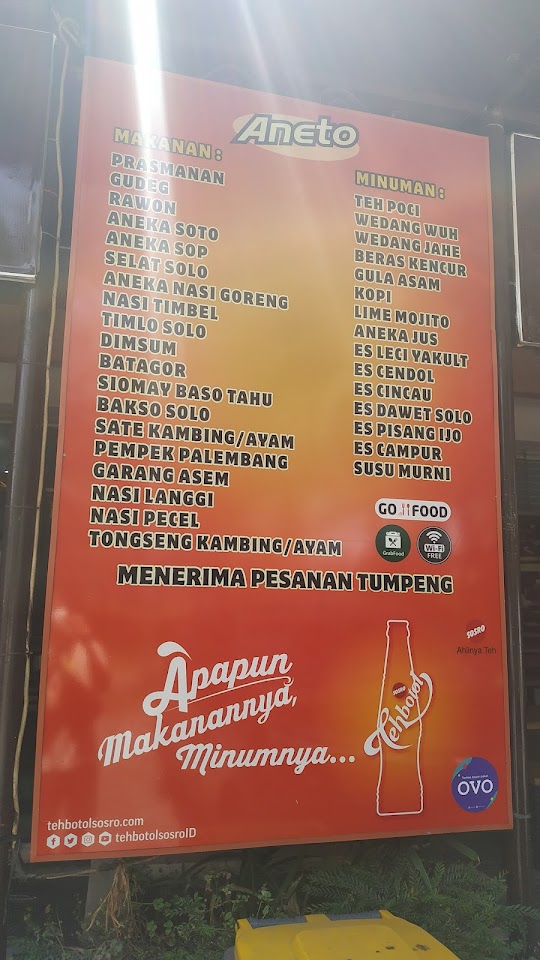 Aneto
MAKANAN :
PRASMANAN
GUDEG
RAWON
ANEKA SOTO
ANEKA SOP
SELAT SOLO
ANEKA NASI GORENG
NASI TIMBEL
TIMLO SOLO
DIMSUM
BATAGOR
SIOMAY BASO TAHU
BAKSO SOLO
SATE KAMBING/AYAM
PEMPEK PALEMBANG
GARANG ASEM
NASI LANGGI
NASI PECEL
TONGSENG KAMBING/AYAM
MINUMAN :
TEH POCI
WEDANG WUH
WEDANG JAHE
BERAS KENCUR
GULA ASAM
KOPI
LIME MOJITO
ANEKA JUS
ES LECI YAKULT
ES CENDOL
ES CINCAU
ES DAWET SOLO
ES PISANG IJO
ES CAMPUR
SUSU MURNI
GO FOOD
GrabFood
Wi-Fi
FREE
MENERIMA PESANAN TUMPENG
SOSRO
Ahlinya Teh
Apapun
Makanannya,
Minumnya...
SOSRO
Tehbotol
OVO
tehbotolsosro.com
tehbotolsosroID